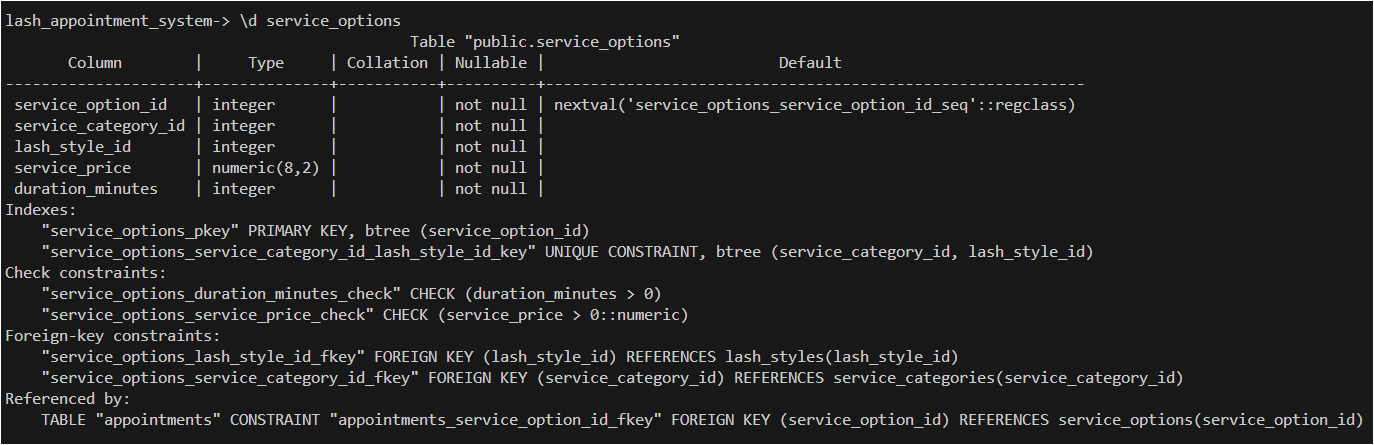 lash_appointment_system-> \d service_options
                                             Table "public.service_options"
       Column        |     Type     | Collation | Nullable |                          Default
---------------------+--------------+-----------+----------+------------------------------------------------------------
 service_option_id   | integer      |           | not null | nextval('service_options_service_option_id_seq'::regclass)
 service_category_id | integer      |           | not null |
 lash_style_id       | integer      |           | not null |
 service_price       | numeric(8,2) |           | not null |
 duration_minutes    | integer      |           | not null |
Indexes:
    "service_options_pkey" PRIMARY KEY, btree (service_option_id)
    "service_options_service_category_id_lash_style_id_key" UNIQUE CONSTRAINT, btree (service_category_id, lash_style_id)
Check constraints:
    "service_options_duration_minutes_check" CHECK (duration_minutes > 0)
    "service_options_service_price_check" CHECK (service_price > 0::numeric)
Foreign-key constraints:
    "service_options_lash_style_id_fkey" FOREIGN KEY (lash_style_id) REFERENCES lash_styles(lash_style_id)
    "service_options_service_category_id_fkey" FOREIGN KEY (service_category_id) REFERENCES service_categories(service_category_id)
Referenced by:
    TABLE "appointments" CONSTRAINT "appointments_service_option_id_fkey" FOREIGN KEY (service_option_id) REFERENCES service_options(service_option_id)